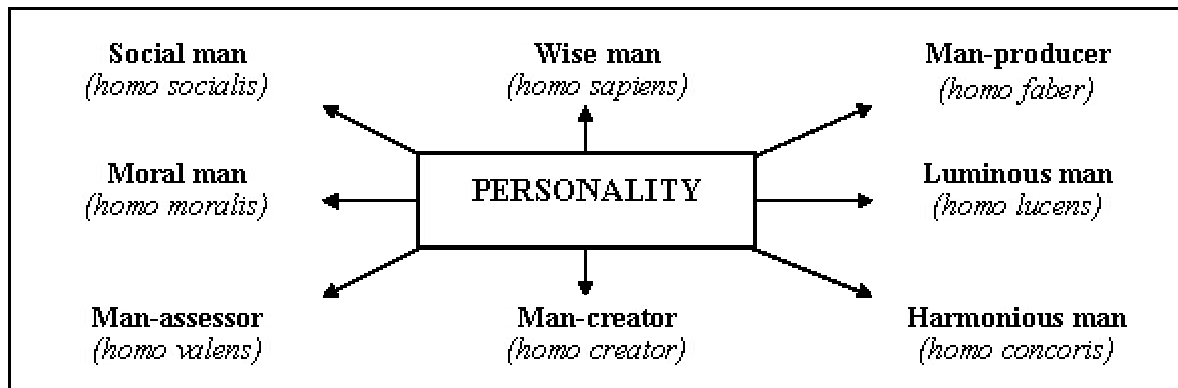 Social man
(homo socialis)
Wise man
(homo sapiens)
Man-producer
(homo faber)
Moral man
(homo moralis)
PERSONALITY
Luminous man
(homo lucens)
Man-assessor
(homo valens)
Man-creator
(homo creator)
Harmonious man
(homo concoris)